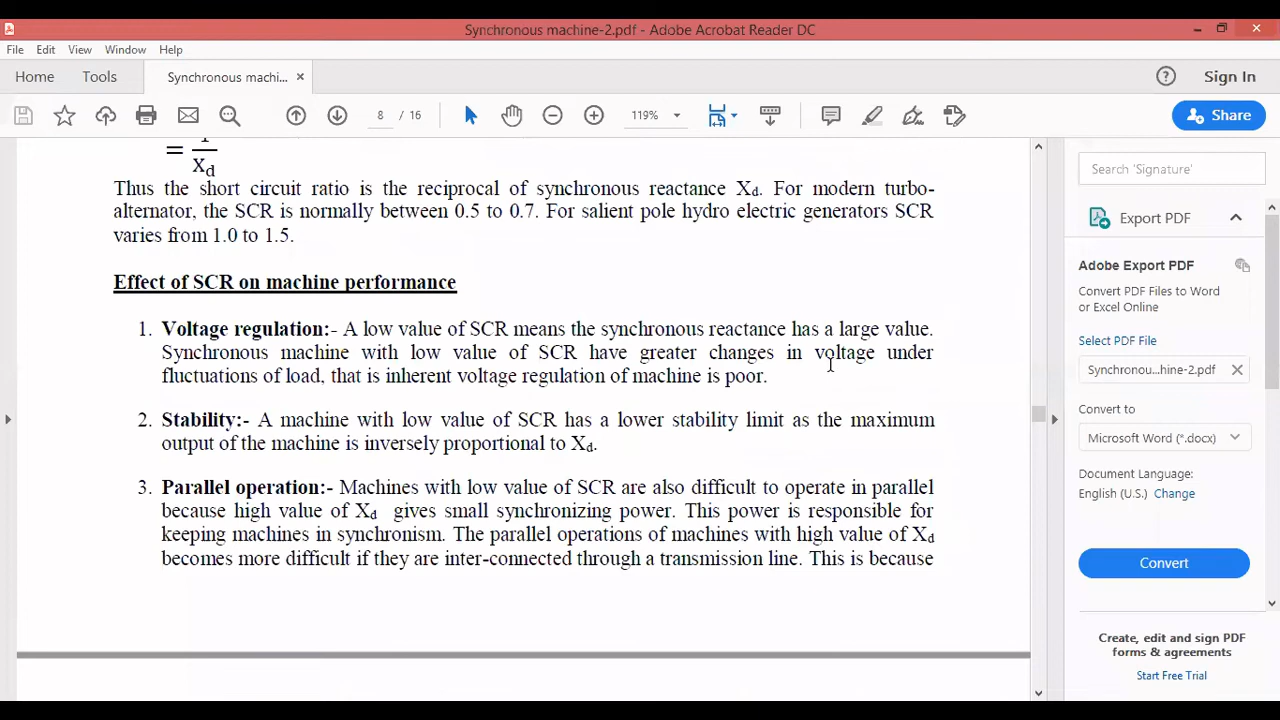 Synchronous machine-2.pdf - Adobe Acrobat Reader DC
File Edit View Window Help
Home Tools Synchronous machi... × Sign In
8 / 16 119% Share
=
X_d
Thus the short circuit ratio is the reciprocal of synchronous reactance X_d. For modern turbo-
alternator, the SCR is normally between 0.5 to 0.7. For salient pole hydro electric generators SCR
varies from 1.0 to 1.5.
Effect of SCR on machine performance
1. Voltage regulation:- A low value of SCR means the synchronous reactance has a large value.
Synchronous machine with low value of SCR have greater changes in voltage under
fluctuations of load, that is inherent voltage regulation of machine is poor.
2. Stability:- A machine with low value of SCR has a lower stability limit as the maximum
output of the machine is inversely proportional to X_d.
3. Parallel operation:- Machines with low value of SCR are also difficult to operate in parallel
because high value of X_d gives small synchronizing power. This power is responsible for
keeping machines in synchronism. The parallel operations of machines with high value of X_d
becomes more difficult if they are inter-connected through a transmission line. This is because
Search 'Signature'
Export PDF
Adobe Export PDF
Convert PDF Files to Word
or Excel Online
Select PDF File
Synchronou...hine-2.pdf ×
Convert to
Microsoft Word (*.docx)
Document Language:
English (U.S.) Change
Convert
Create, edit and sign PDF
forms & agreements
Start Free Trial